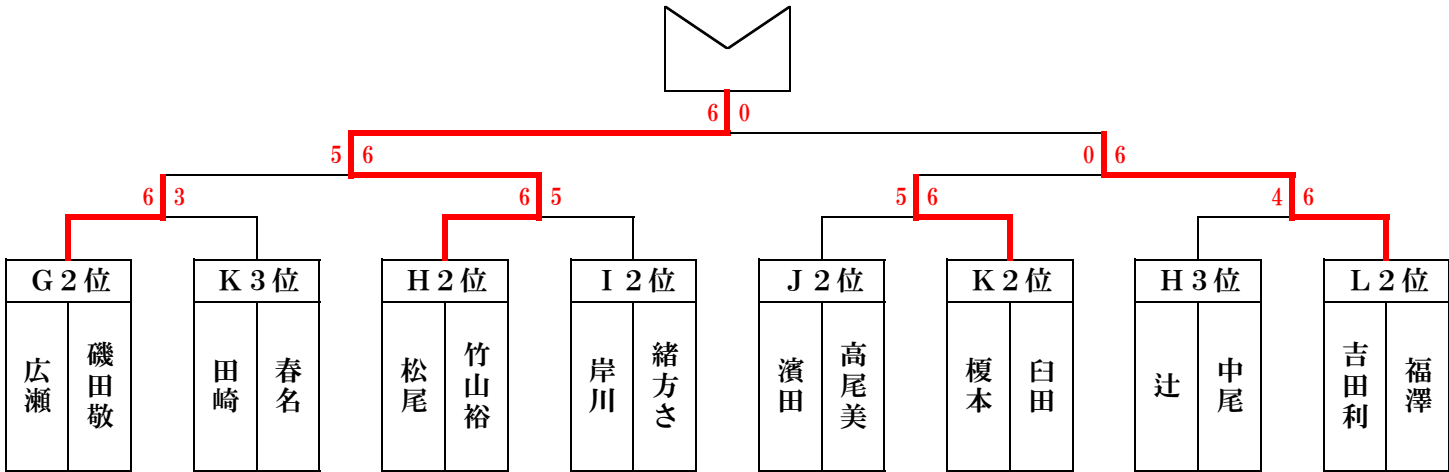 6 0
5 6
0 6
6 3
6 5
5 6
4 6
G2位
K3位
H2位
I2位
J2位
K2位
H3位
L2位
広瀬
磯田敬
田崎
春名
松尾
竹山裕
岸川
緒方さ
濱田
高尾美
榎本
臼田
辻
中尾
吉田利
福澤